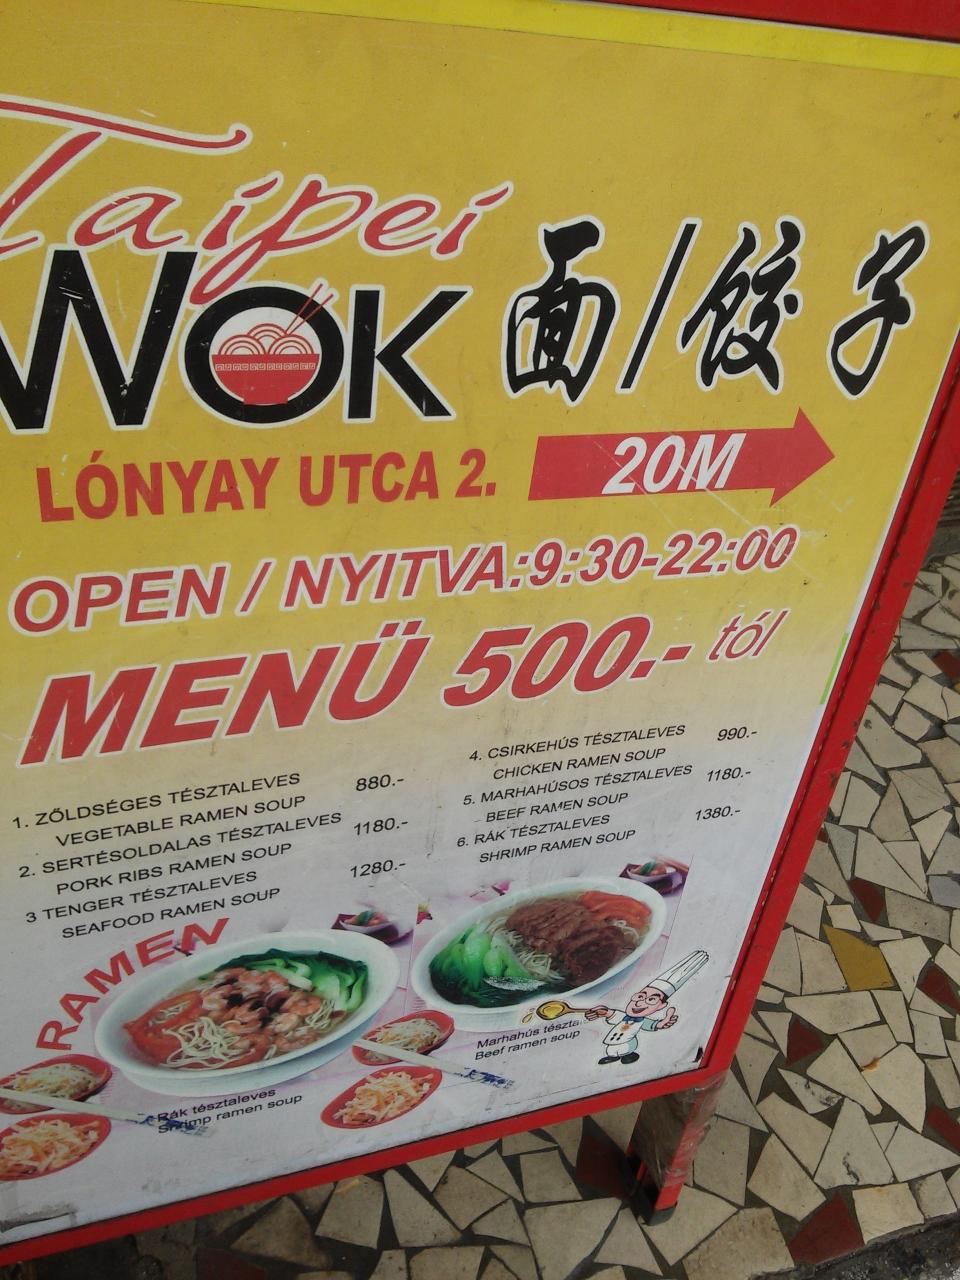 Taipei
WOK 面/餃子
LÓNYAY UTCA 2. 20M
OPEN / NYITVA:9:30-22:00
MENÜ 500.- tól
1. ZŐLDSÉGES TÉSZTALEVES 880.-
VEGETABLE RAMEN SOUP
2. SERTÉSOLDALAS TÉSZTALEVES 1180.-
PORK RIBS RAMEN SOUP
3 TENGER TÉSZTALEVES 1280.-
SEAFOOD RAMEN SOUP
4. CSIRKEHÚS TÉSZTALEVES 990.-
CHICKEN RAMEN SOUP
5. MARHAHÚSOS TÉSZTALEVES 1180.-
BEEF RAMEN SOUP
6. RÁK TÉSZTALEVES 1380.-
SHRIMP RAMEN SOUP
RAMEN
Rák tésztaleves
Shrimp ramen soup
Marhahús tészta
Beef ramen soup